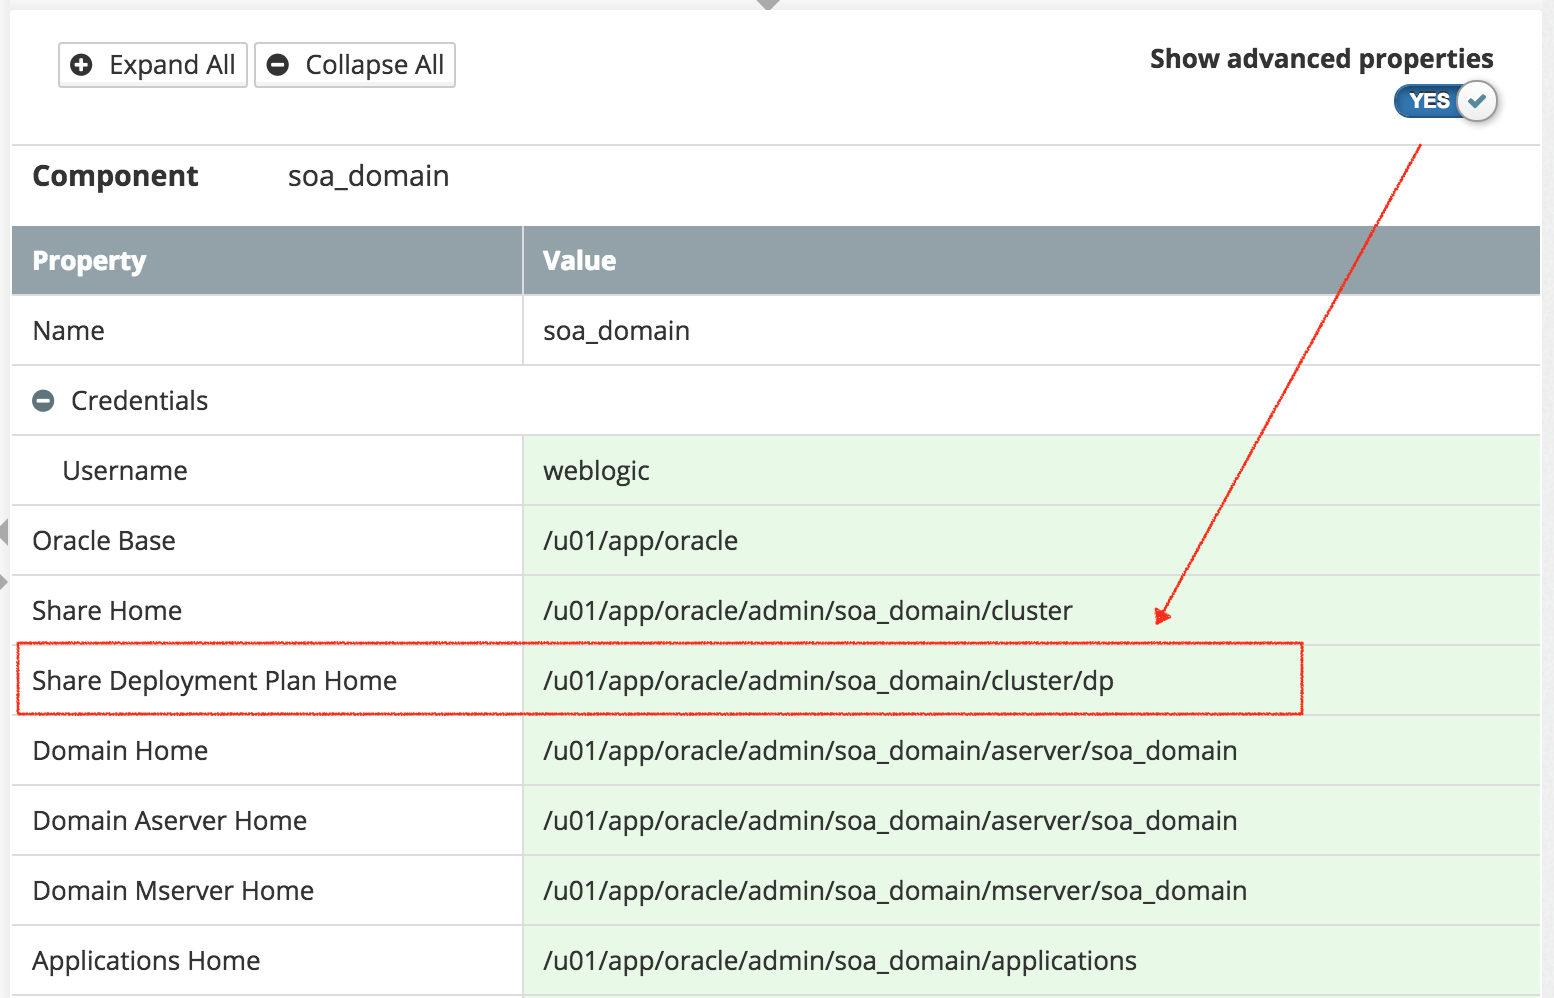 Expand All Collapse All Show advanced properties
YES
Component soa_domain
Property Value
Name soa_domain
Credentials
Username weblogic
Oracle Base /u01/app/oracle
Share Home /u01/app/oracle/admin/soa_domain/cluster
Share Deployment Plan Home /u01/app/oracle/admin/soa_domain/cluster/dp
Domain Home /u01/app/oracle/admin/soa_domain/aserver/soa_domain
Domain Aserver Home /u01/app/oracle/admin/soa_domain/aserver/soa_domain
Domain Mserver Home /u01/app/oracle/admin/soa_domain/mserver/soa_domain
Applications Home /u01/app/oracle/admin/soa_domain/applications